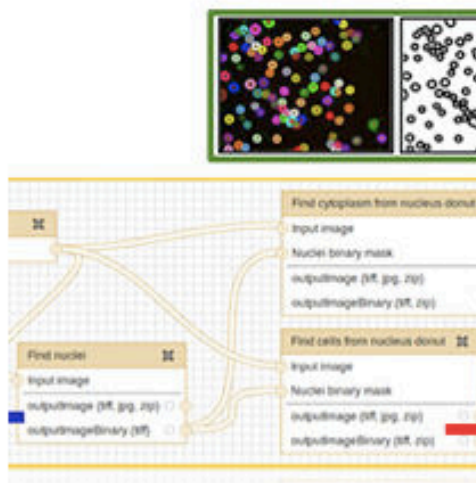 Find cytoplasm from nucleus donut
Input image
Nuclei binary mask
outputImage (tiff, jpg, zip)
outputImageBinary (tiff, zip)
Find cells from nucleus donut
Input image
Nuclei binary mask
outputImage (tiff, jpg, zip)
outputImageBinary (tiff, zip)
Find nuclei
Input image
outputImage (tiff, jpg, zip)
outputImageBinary (tiff)